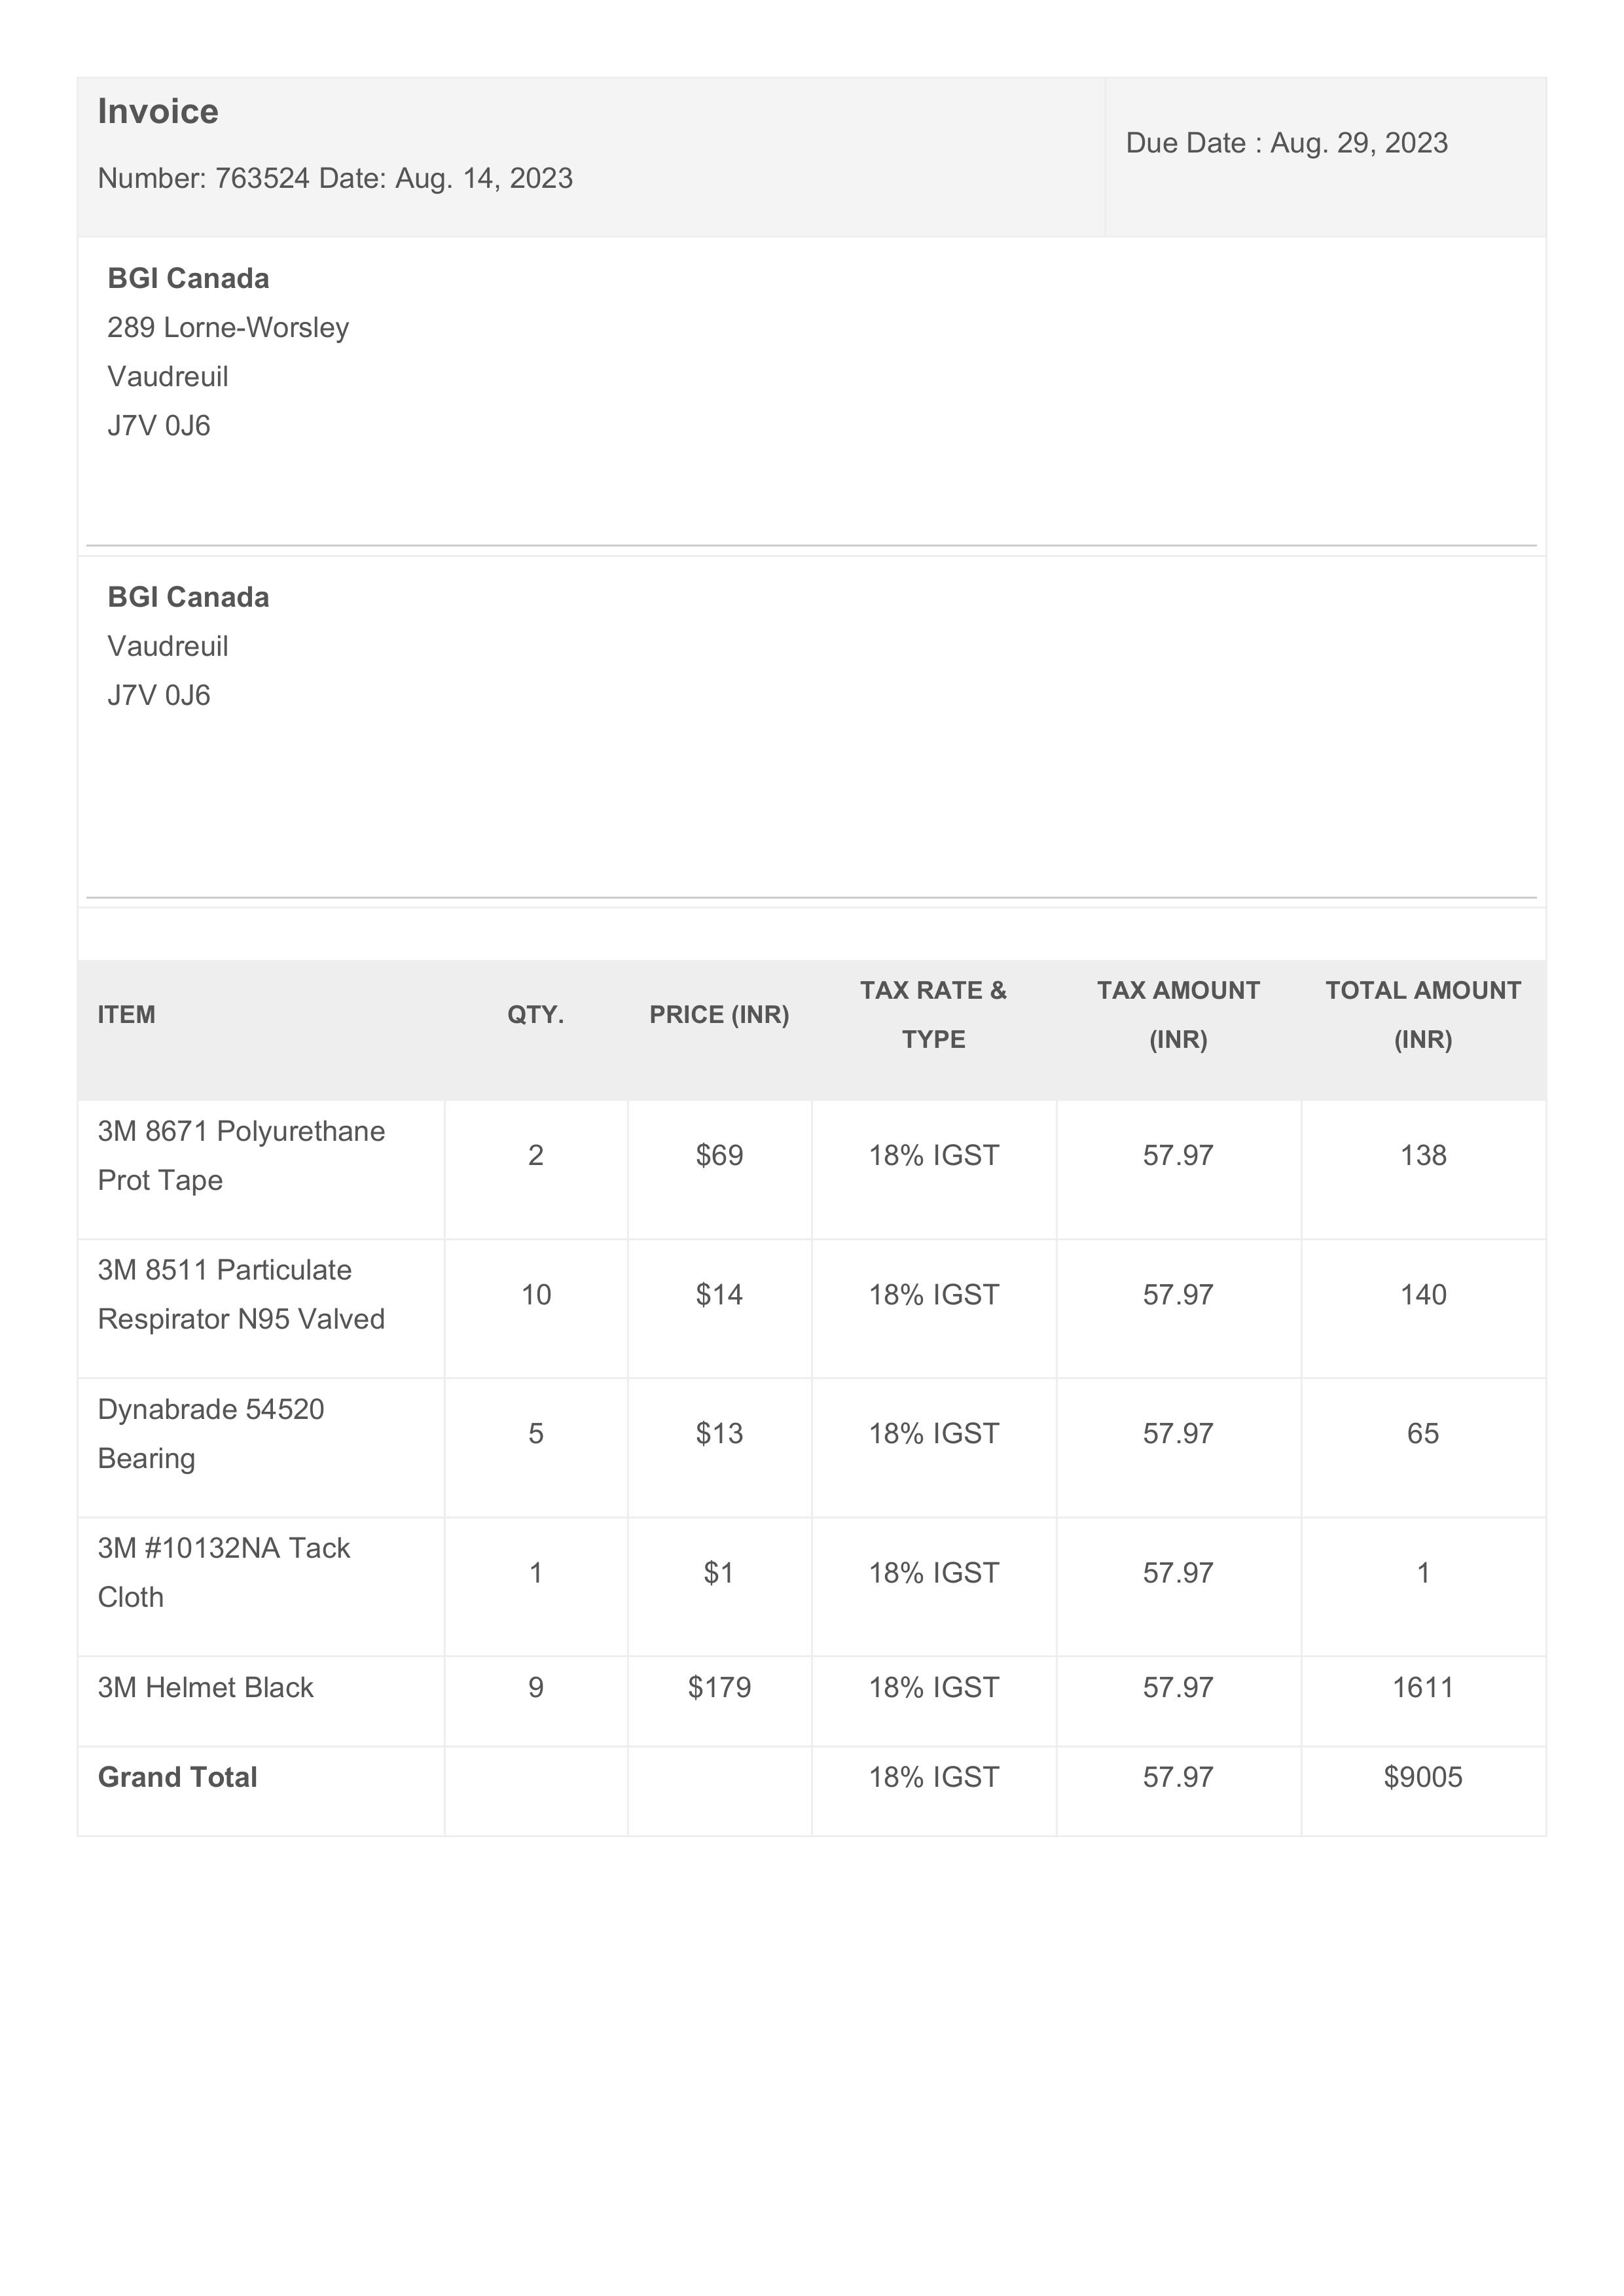 Invoice
Number: 763524 Date: Aug. 14, 2023
Due Date : Aug. 29, 2023
BGI Canada
289 Lorne-Worsley
Vaudreuil
J7V 0J6
BGI Canada
Vaudreuil
J7V 0J6
ITEM QTY. PRICE (INR) TAX RATE & TYPE TAX AMOUNT (INR) TOTAL AMOUNT (INR)
3M 8671 Polyurethane Prot Tape 2 $69 18% IGST 57.97 138
3M 8511 Particulate Respirator N95 Valved 10 $14 18% IGST 57.97 140
Dynabrade 54520 Bearing 5 $13 18% IGST 57.97 65
3M #10132NA Tack Cloth 1 $1 18% IGST 57.97 1
3M Helmet Black 9 $179 18% IGST 57.97 1611
Grand Total 18% IGST 57.97 $9005